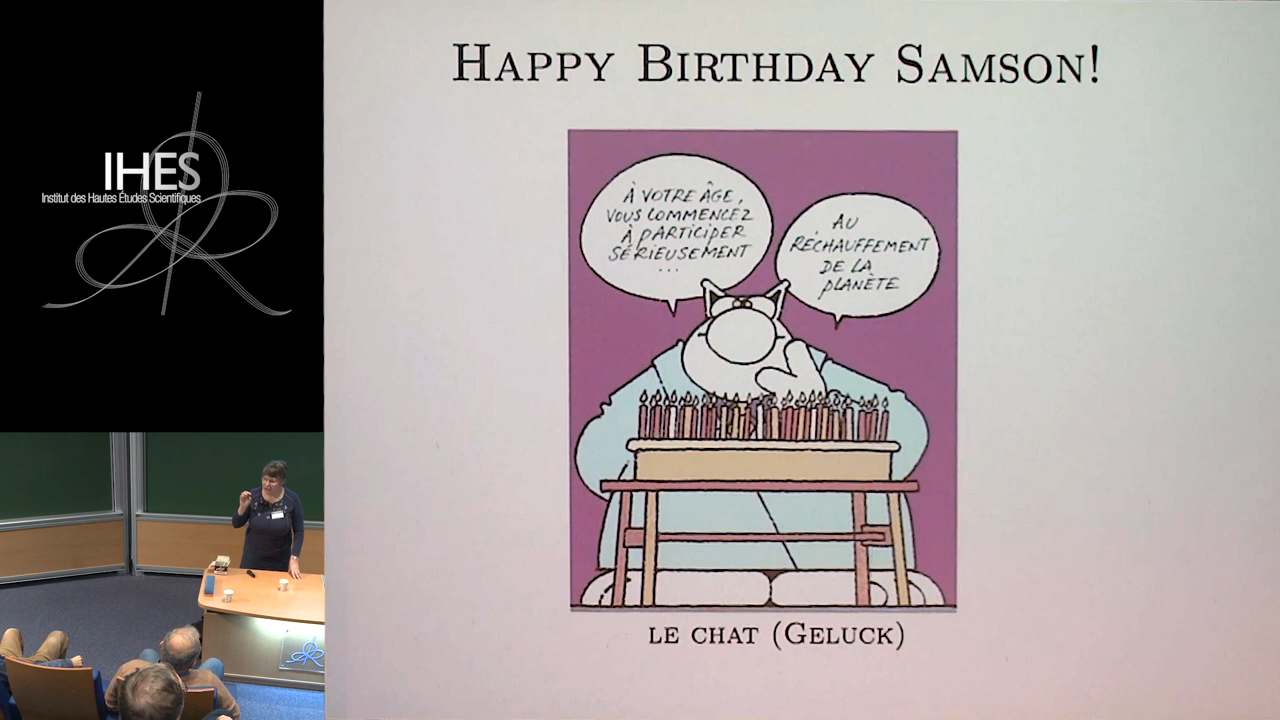 IHES
Institut des Hautes Études Scientifiques
HAPPY BIRTHDAY SAMSON!
À VOTRE ÂGE,
VOUS COMMENCEZ
À PARTICIPER
SÉRIEUSEMENT
...
AU
RÉCHAUFFEMENT
DE LA
PLANÈTE
LE CHAT (GELUCK)